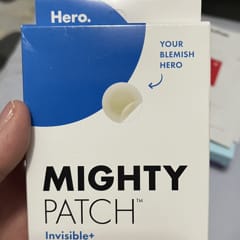 Hero.
YOUR
BLEMISH
HERO
MIGHTY
PATCH™
Invisible+